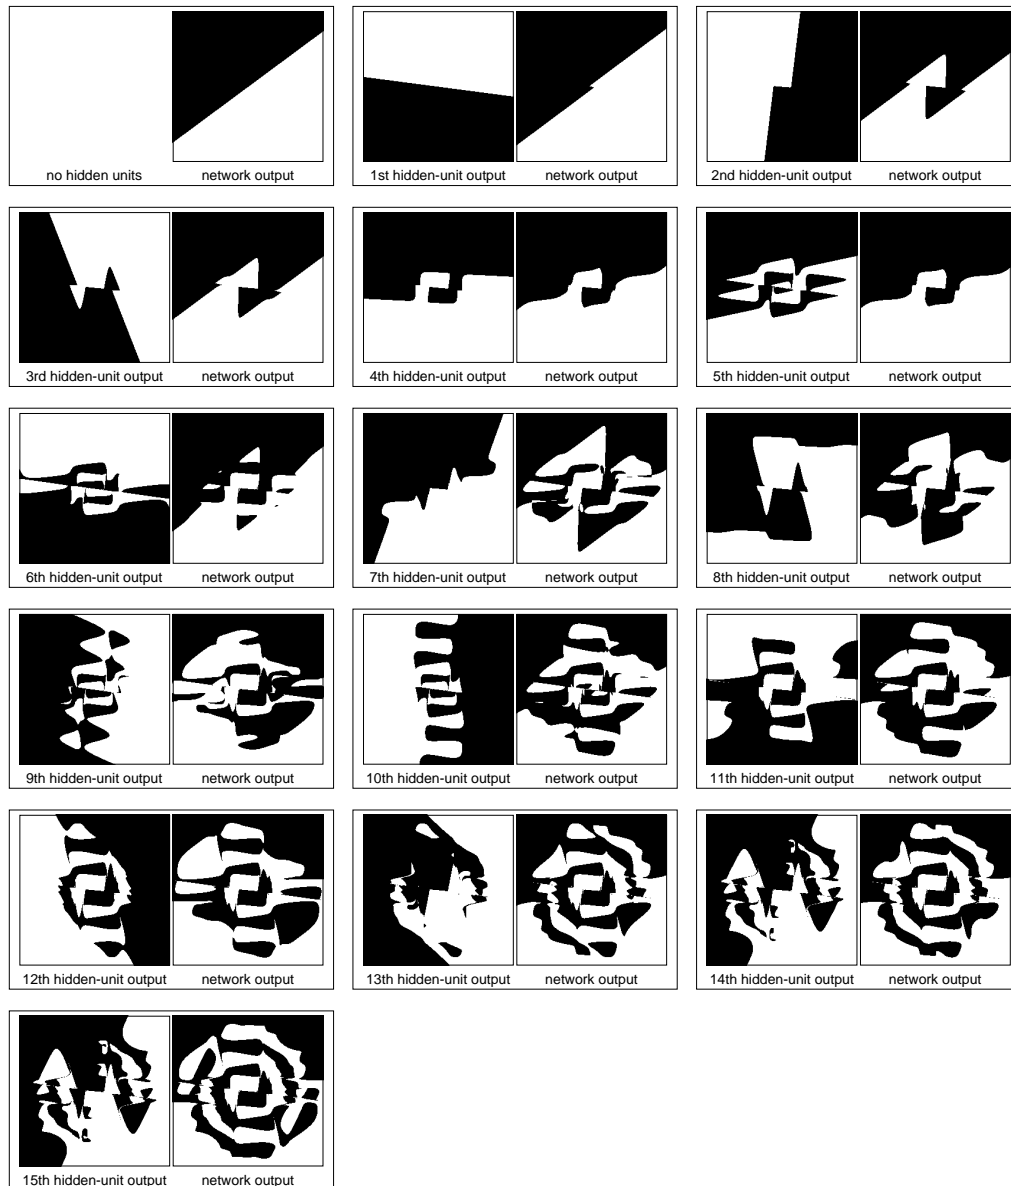 no hidden units network output
1st hidden-unit output network output
2nd hidden-unit output network output
3rd hidden-unit output network output
4th hidden-unit output network output
5th hidden-unit output network output
6th hidden-unit output network output
7th hidden-unit output network output
8th hidden-unit output network output
9th hidden-unit output network output
10th hidden-unit output network output
11th hidden-unit output network output
12th hidden-unit output network output
13th hidden-unit output network output
14th hidden-unit output network output
15th hidden-unit output network output